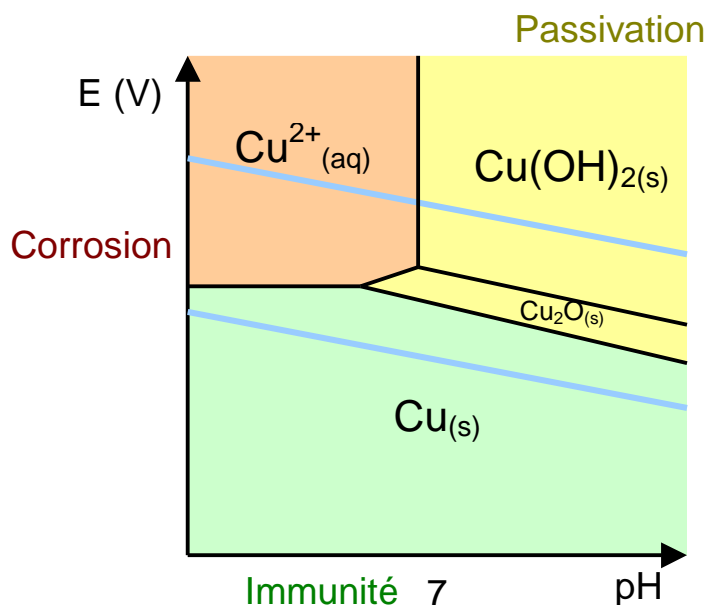 Passivation
E (V)
Cu²⁺(aq)
Cu(OH)₂(s)
Corrosion
Cu₂O(s)
Cu(s)
Immunité 7 pH